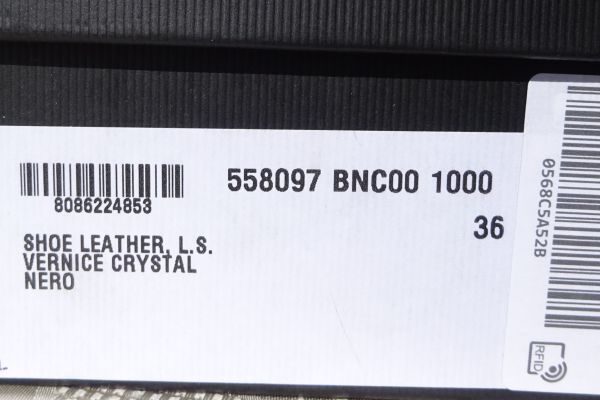 558097 BNC00 1000
36
8086224853
SHOE LEATHER, L.S.
VERNICE CRYSTAL
NERO
0568C5A52B
RFID